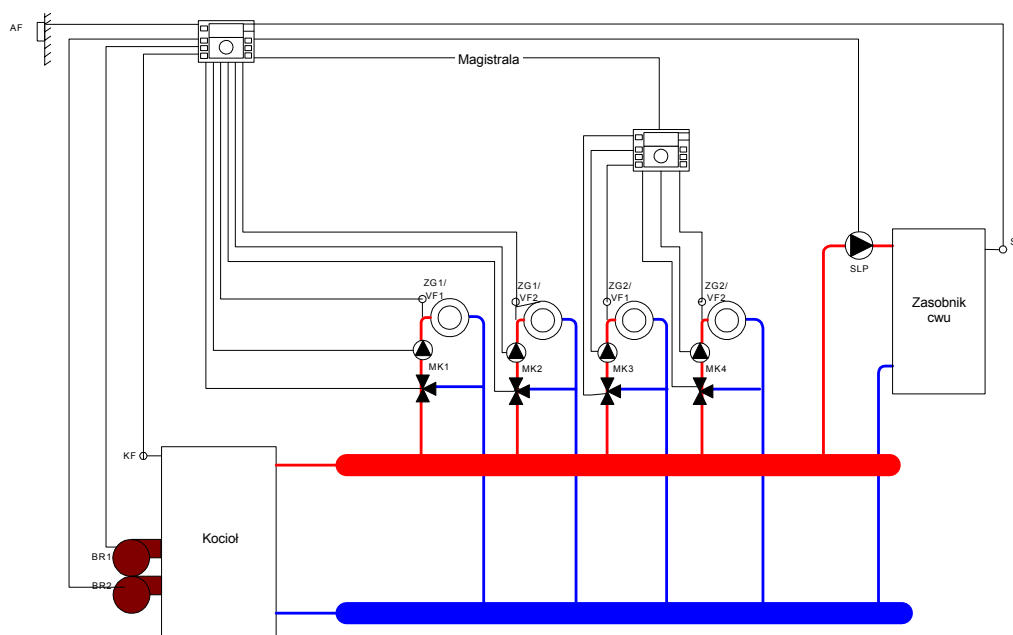 AF
Magistrala
ZG1/
VF1
ZG1/
VF2
ZG2/
VF1
ZG2/
VF2
MK1
MK2
MK3
MK4
SLP
S
Zasobnik
cwu
KF
Kocioł
BR1
BR2